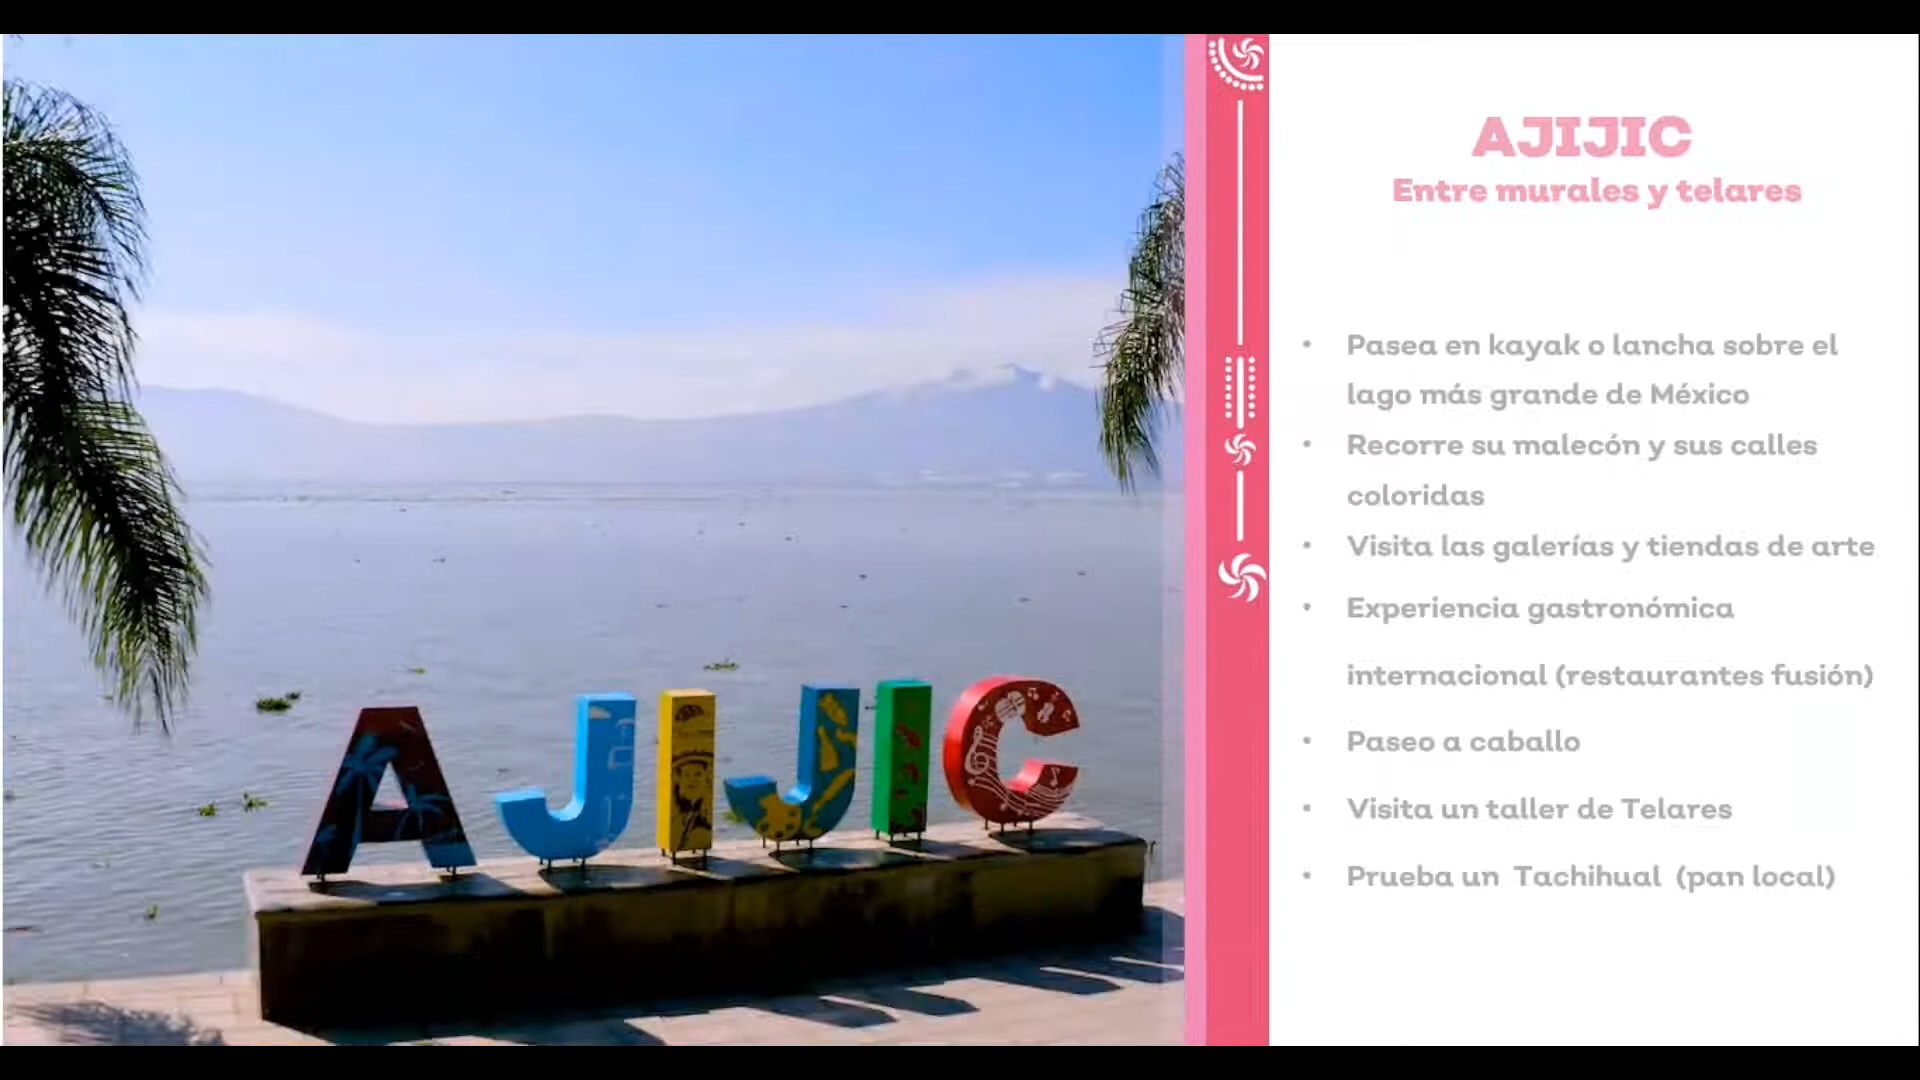 AJIJIC
AJIJIC
Entre murales y telares
• Pasea en kayak o lancha sobre el
lago más grande de México
• Recorre su malecón y sus calles
coloridas
• Visita las galerías y tiendas de arte
• Experiencia gastronómica
internacional (restaurantes fusión)
• Paseo a caballo
• Visita un taller de Telares
• Prueba un Tachihual (pan local)